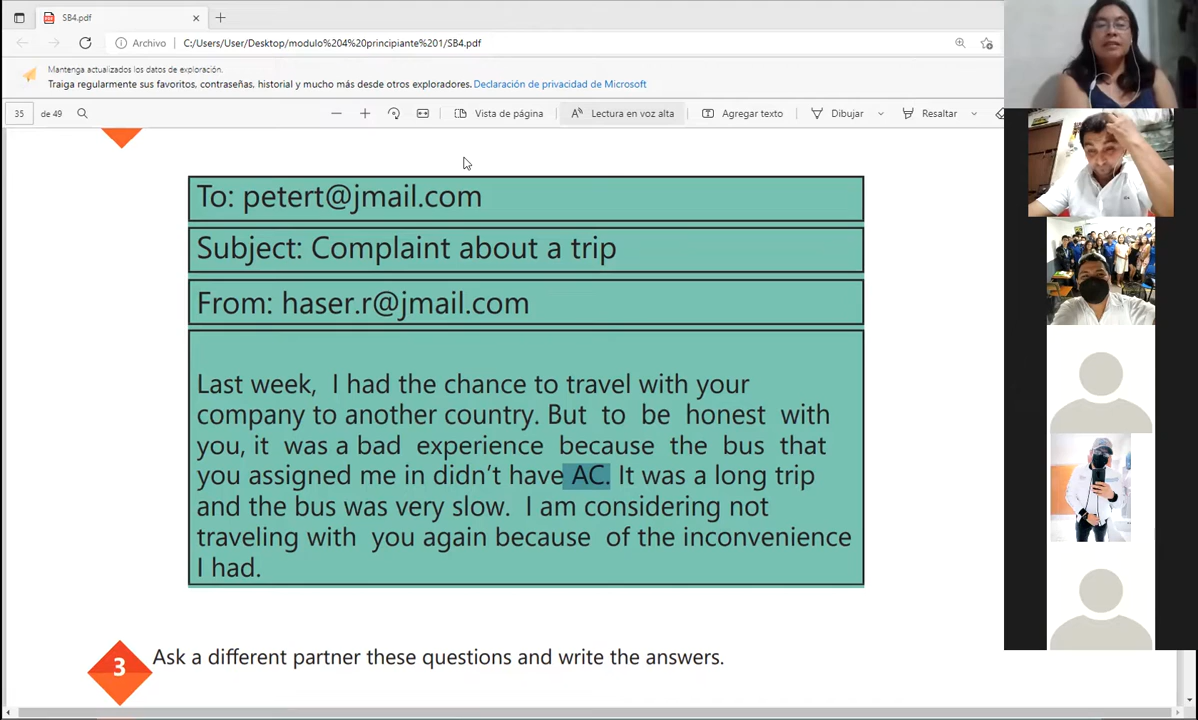 SB4.pdf
Archivo
C:/Users/User/Desktop/modulo%204%20principiante%201/SB4.pdf
Mantenga actualizados los datos de exploración.
Traiga regularmente sus favoritos, contraseñas, historial y mucho más desde otros exploradores. Declaración de privacidad de Microsoft
35 de 49 Vista de página Lectura en voz alta Agregar texto Dibujar Resaltar
To: petert@jmail.com
Subject: Complaint about a trip
From: haser.r@jmail.com
Last week, I had the chance to travel with your
company to another country. But to be honest with
you, it was a bad experience because the bus that
you assigned me in didn't have AC. It was a long trip
and the bus was very slow. I am considering not
traveling with you again because of the inconvenience
I had.
3 Ask a different partner these questions and write the answers.